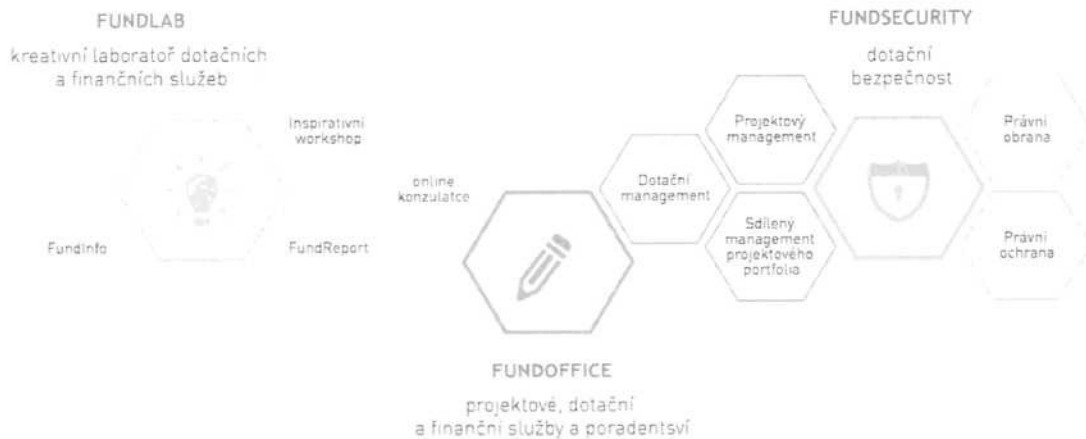 FUNDLAB
kreativní laboratoř dotačních
a finančních služeb
Inspirativní
workshop
FundInfo
FundReport
FUNDSECURITY
dotační
bezpečnost
online
konzulatce
Dotační
management
Projektový
management
Sdílený
management
projektového
portfolia
Právní
obrana
Právní
ochrana
FUNDOFFICE
projektové, dotační
a finanční služby a poradentsví